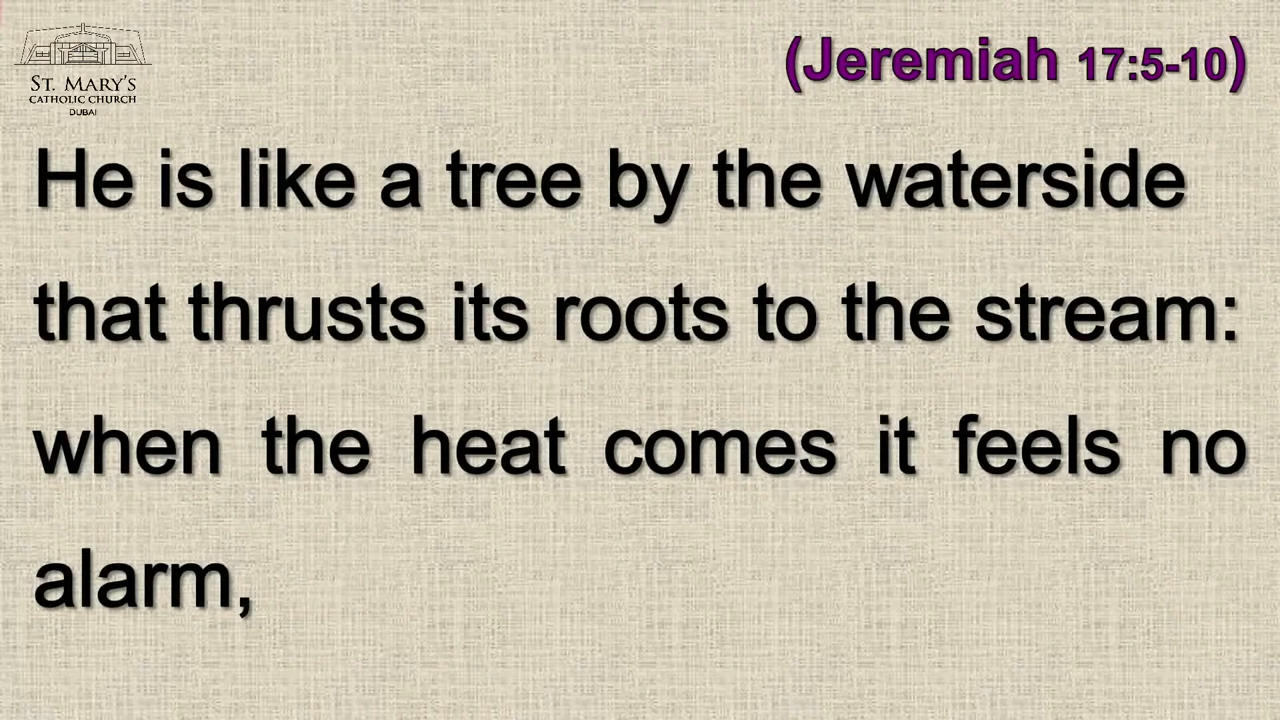 ST. MARY'S
CATHOLIC CHURCH
DUBAI
(Jeremiah 17:5-10)
He is like a tree by the waterside
that thrusts its roots to the stream:
when the heat comes it feels no
alarm,